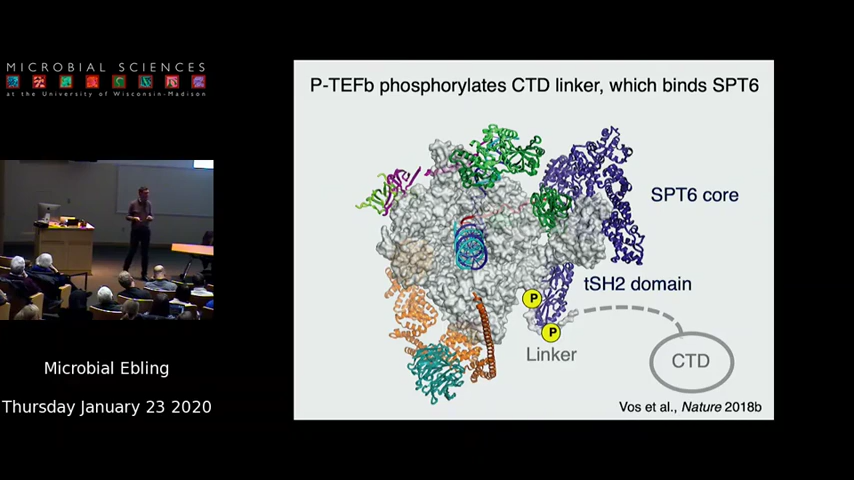 MICROBIAL SCIENCES
at the University of Wisconsin-Madison
Microbial Ebling
Thursday January 23 2020
P-TEFb phosphorylates CTD linker, which binds SPT6
SPT6 core
tSH2 domain
P
P
Linker
CTD
Vos et al., Nature 2018b